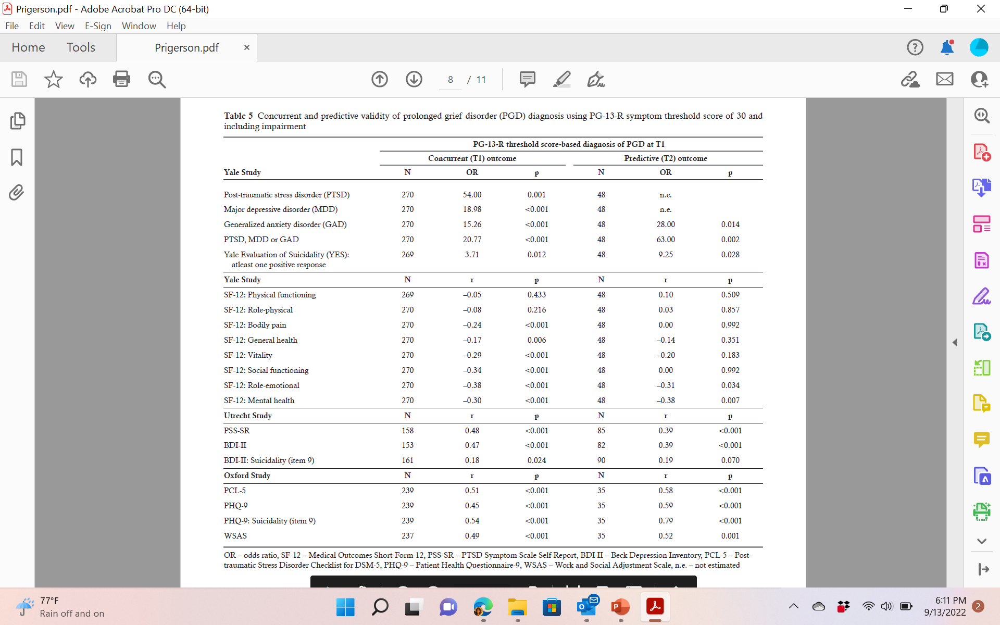 Prigerson.pdf - Adobe Acrobat Pro DC (64-bit)
File Edit View E-Sign Window Help
Home Tools Prigerson.pdf ×
8 / 11
Table 5 Concurrent and predictive validity of prolonged grief disorder (PGD) diagnosis using PG-13-R symptom threshold score of 30 and
including impairment
PG-13-R threshold score-based diagnosis of PGD at T1
Concurrent (T1) outcome Predictive (T2) outcome
Yale Study N OR p N OR p
Post-traumatic stress disorder (PTSD) 270 54.00 0.001 48 n.e.
Major depressive disorder (MDD) 270 18.98 <0.001 48 n.e.
Generalized anxiety disorder (GAD) 270 15.26 <0.001 48 28.00 0.014
PTSD, MDD or GAD 270 20.77 <0.001 48 63.00 0.002
Yale Evaluation of Suicidality (YES): 269 3.71 0.012 48 9.25 0.028
atleast one positive response
Yale Study N r p N r p
SF-12: Physical functioning 269 –0.05 0.433 48 0.10 0.509
SF-12: Role-physical 270 –0.08 0.216 48 0.03 0.857
SF-12: Bodily pain 270 –0.24 <0.001 48 0.00 0.992
SF-12: General health 270 –0.17 0.006 48 –0.14 0.351
SF-12: Vitality 270 –0.29 <0.001 48 –0.20 0.183
SF-12: Social functioning 270 –0.34 <0.001 48 0.00 0.992
SF-12: Role-emotional 270 –0.38 <0.001 48 –0.31 0.034
SF-12: Mental health 270 –0.30 <0.001 48 –0.38 0.007
Utrecht Study N r p N r p
PSS-SR 158 0.48 <0.001 85 0.39 <0.001
BDI-II 153 0.47 <0.001 82 0.39 <0.001
BDI-II: Suicidality (item 9) 161 0.18 0.024 90 0.19 0.070
Oxford Study N r p N r p
PCL-5 239 0.51 <0.001 35 0.58 <0.001
PHQ-9 239 0.45 <0.001 35 0.59 <0.001
PHQ-9: Suicidality (item 9) 239 0.54 <0.001 35 0.79 <0.001
WSAS 237 0.49 <0.001 35 0.52 0.001
OR – odds ratio, SF-12 – Medical Outcomes Short-Form-12, PSS-SR – PTSD Symptom Scale Self-Report, BDI-II – Beck Depression Inventory, PCL-5 – Post-
traumatic Stress Disorder Checklist for DSM-5, PHQ-9 – Patient Health Questionnaire-9, WSAS – Work and Social Adjustment Scale, n.e. – not estimated
77°F
Rain off and on
6:11 PM
9/13/2022
2